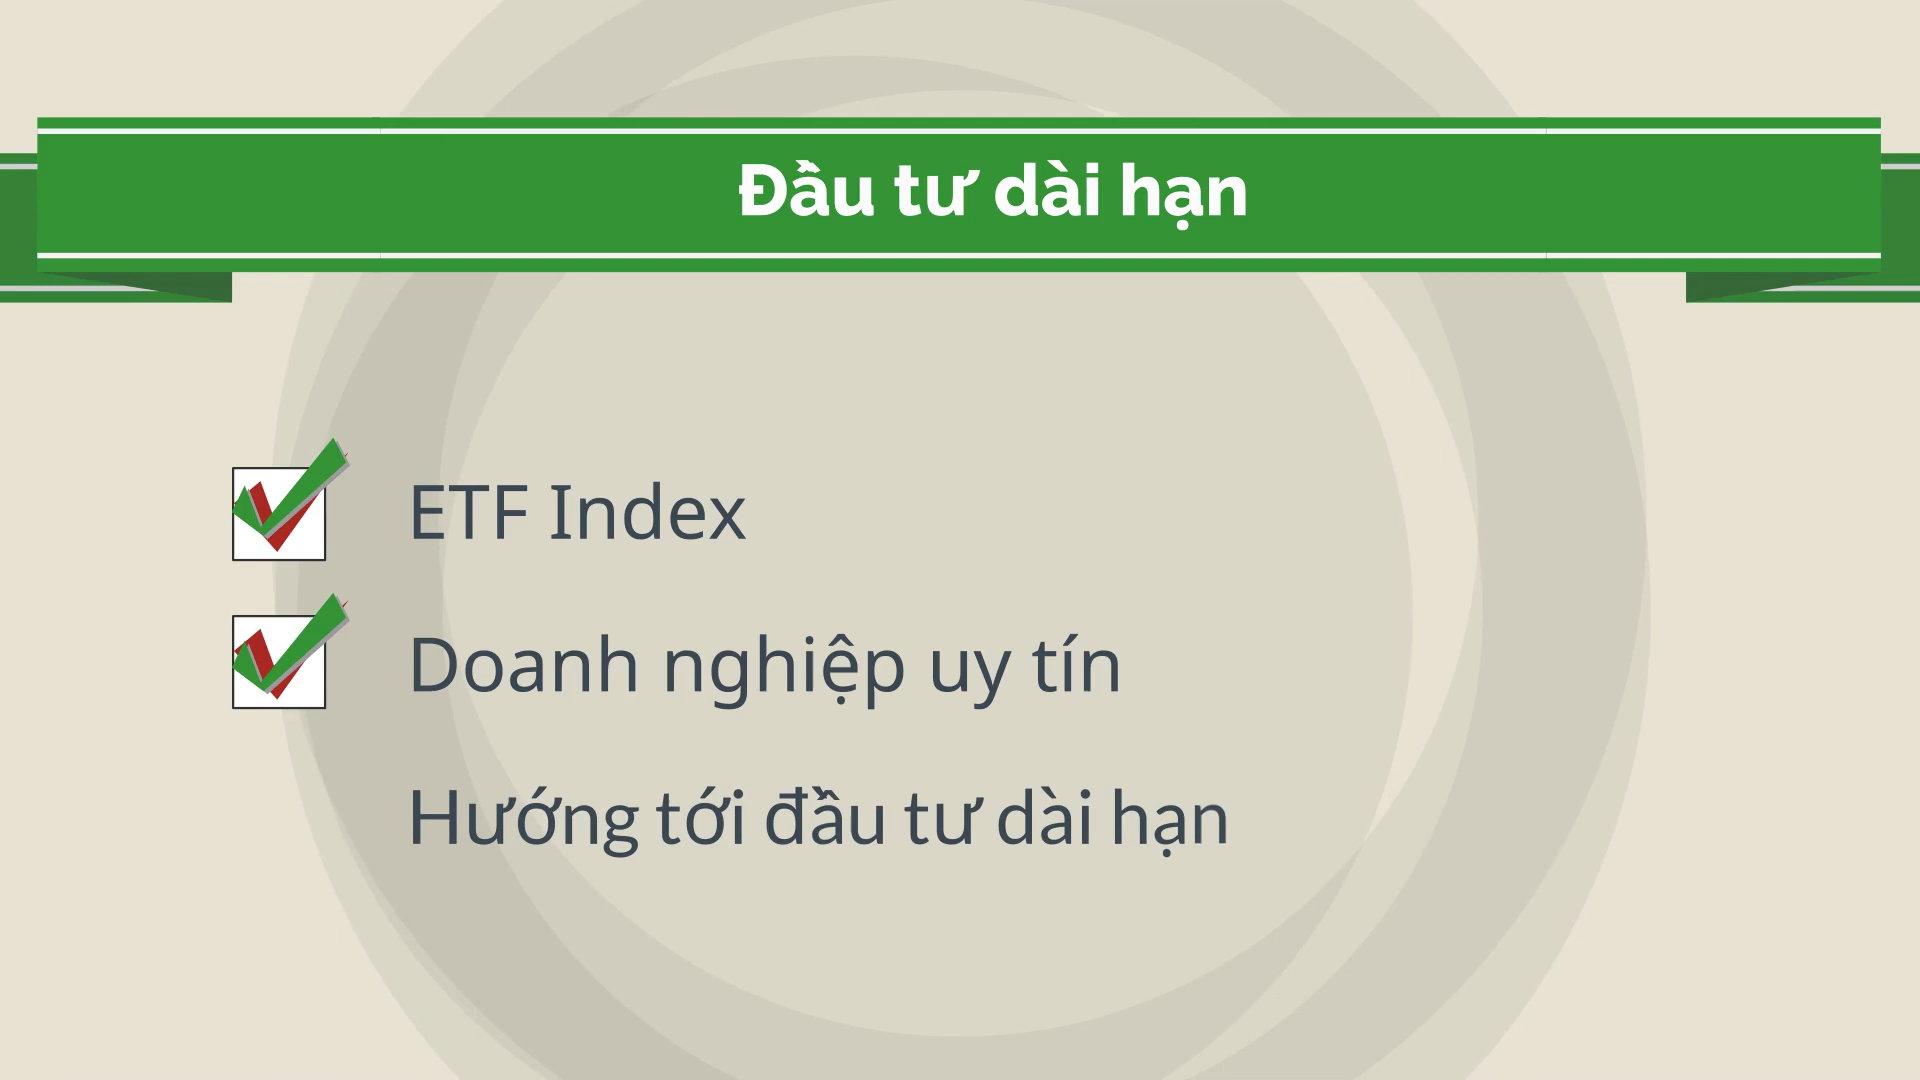 Đầu tư dài hạn
ETF Index
Doanh nghiệp uy tín
Hướng tới đầu tư dài hạn